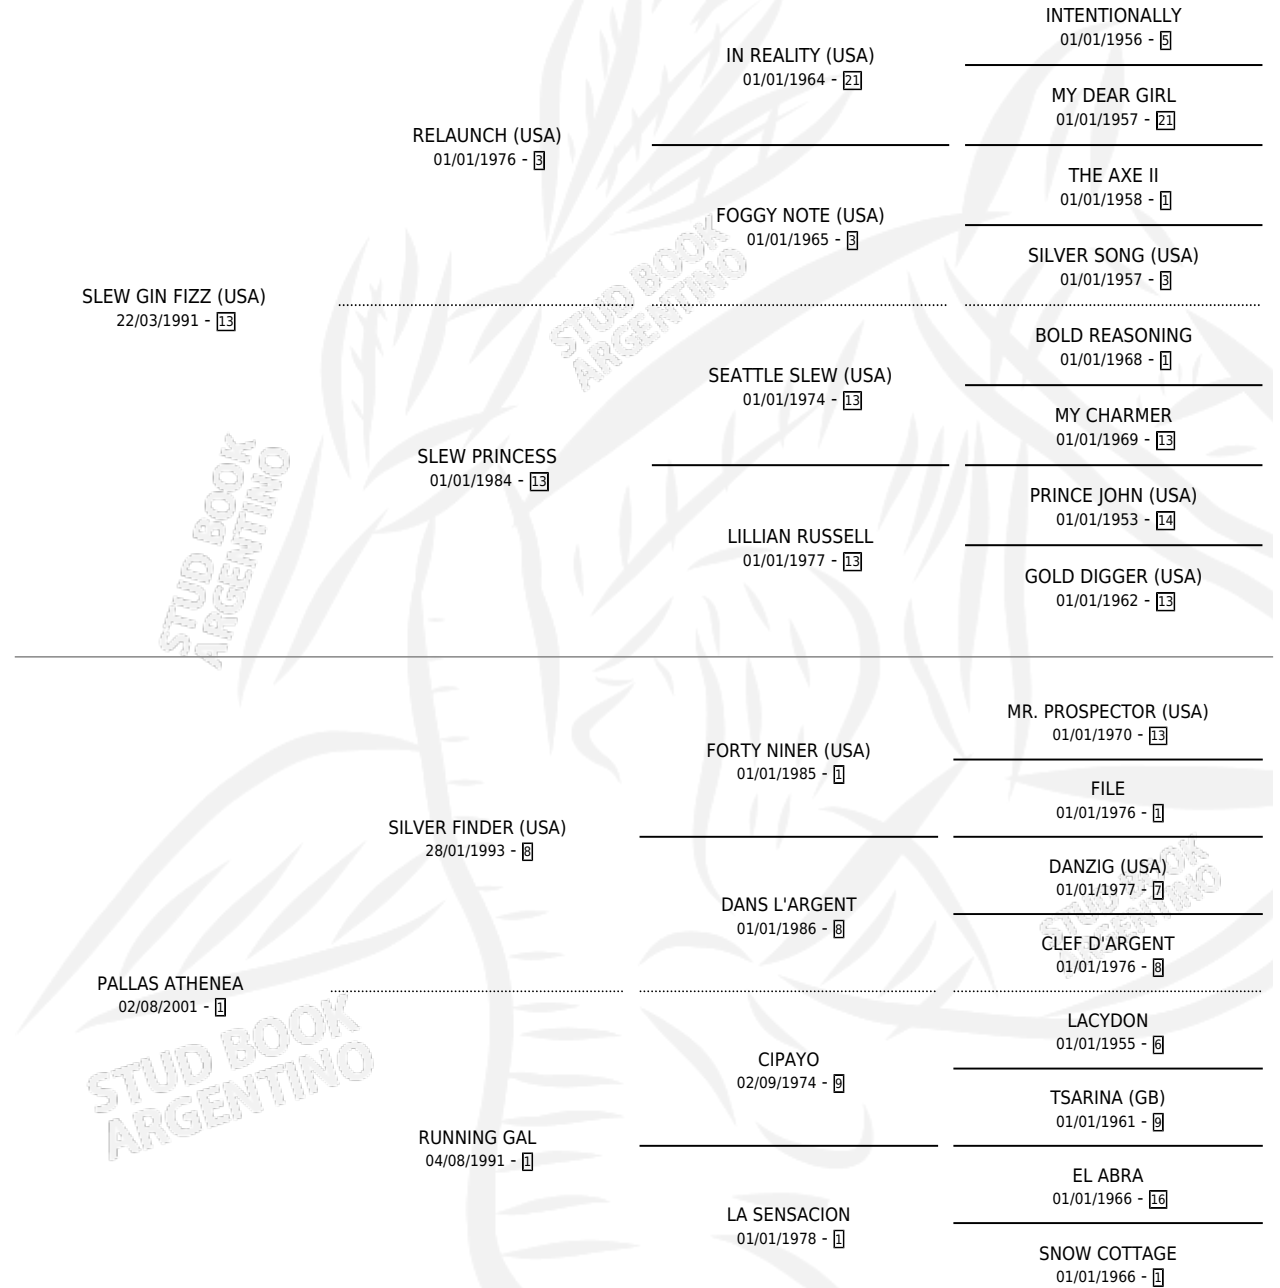 INTENTIONALLY
01/01/1956 - 5
IN REALITY (USA)
01/01/1964 - 21
MY DEAR GIRL
01/01/1957 - 21
RELAUNCH (USA)
01/01/1976 - 3
THE AXE II
01/01/1958 - 1
FOGGY NOTE (USA)
01/01/1965 - 3
SILVER SONG (USA)
01/01/1957 - 3
SLEW GIN FIZZ (USA)
22/03/1991 - 13
BOLD REASONING
01/01/1968 - 1
SEATTLE SLEW (USA)
01/01/1974 - 13
MY CHARMER
01/01/1969 - 13
SLEW PRINCESS
01/01/1984 - 13
PRINCE JOHN (USA)
01/01/1953 - 14
LILLIAN RUSSELL
01/01/1977 - 13
GOLD DIGGER (USA)
01/01/1962 - 13
MR. PROSPECTOR (USA)
01/01/1970 - 13
FORTY NINER (USA)
01/01/1985 - 1
FILE
01/01/1976 - 1
SILVER FINDER (USA)
28/01/1993 - 8
DANZIG (USA)
01/01/1977 - 7
DANS L'ARGENT
01/01/1986 - 8
CLEF D'ARGENT
01/01/1976 - 8
PALLAS ATHENEA
02/08/2001 - 1
LACYDON
01/01/1955 - 6
CIPAYO
02/09/1974 - 9
TSARINA (GB)
01/01/1961 - 9
RUNNING GAL
04/08/1991 - 1
EL ABRA
01/01/1966 - 16
LA SENSACION
01/01/1978 - 1
SNOW COTTAGE
01/01/1966 - 1
STUD BOOK
ARGENTINO
STUD BOOK
ARGENTINO
STUD BOOK
ARGENTINO
STUD BOOK
ARGENTINO